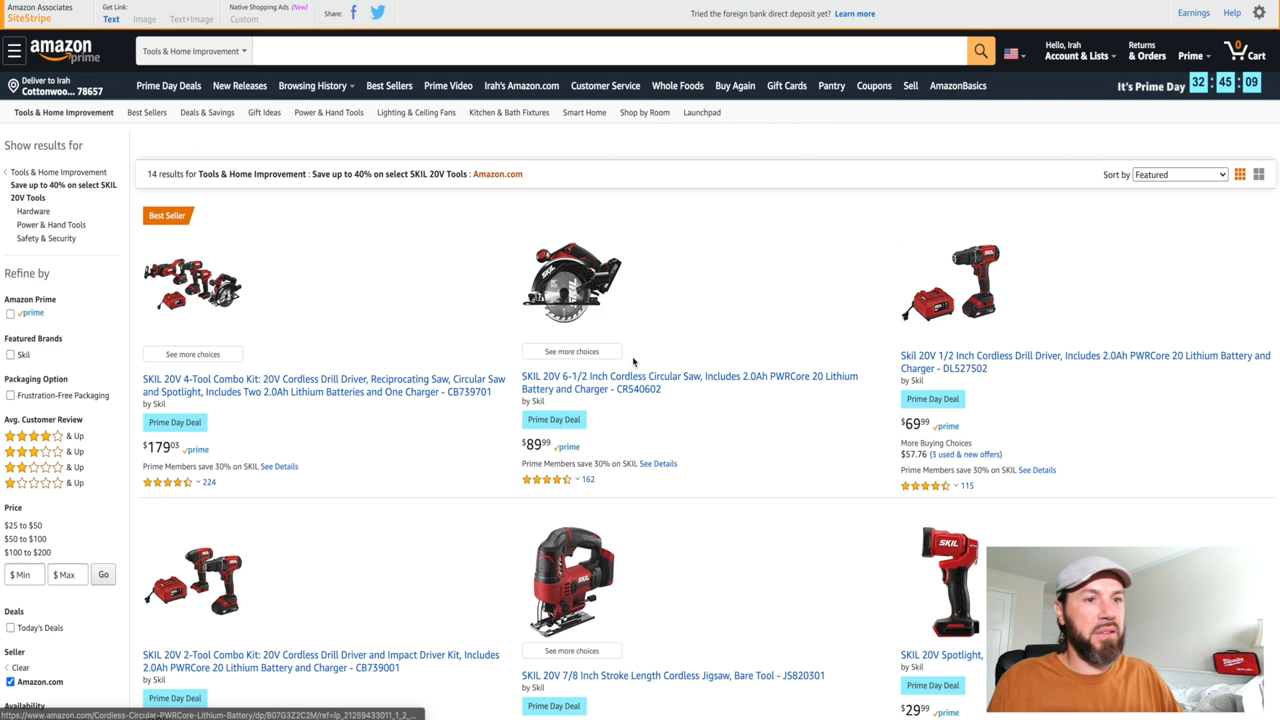 Amazon Associates
SiteStripe
Get Link:
Text
Image
Text+Image
Native Shopping Ads (New)
Custom
Share:
Tried the foreign bank direct deposit yet? Learn more
Earnings
Help
amazon
prime
Tools & Home Improvement
Hello, Irah
Account & Lists
Returns
& Orders
Prime
0
Cart
Deliver to Irah
Cottonwoo... 78657
Prime Day Deals
New Releases
Browsing History
Best Sellers
Prime Video
Irah's Amazon.com
Customer Service
Whole Foods
Buy Again
Gift Cards
Pantry
Coupons
Sell
AmazonBasics
It's Prime Day 32 : 45 : 09
Tools & Home Improvement
Best Sellers
Deals & Savings
Gift Ideas
Power & Hand Tools
Lighting & Ceiling Fans
Kitchen & Bath Fixtures
Smart Home
Shop by Room
Launchpad
Show results for
Tools & Home Improvement
Save up to 40% on select SKIL
20V Tools
Hardware
Power & Hand Tools
Safety & Security
Refine by
Amazon Prime
prime
Featured Brands
Skil
Packaging Option
Frustration-Free Packaging
Avg. Customer Review
& Up
& Up
& Up
& Up
Price
$25 to $50
$50 to $100
$100 to $200
$ Min
$ Max
Go
Deals
Today's Deals
Seller
Clear
Amazon.com
Availability
14 results for Tools & Home Improvement : Save up to 40% on select SKIL 20V Tools : Amazon.com
Sort by
Featured
Best Seller
See more choices
SKIL 20V 4-Tool Combo Kit: 20V Cordless Drill Driver, Reciprocating Saw, Circular Saw
and Spotlight, Includes Two 2.0Ah Lithium Batteries and One Charger - CB739701
by Skil
Prime Day Deal
$179 03 prime
Prime Members save 30% on SKIL See Details
224
SKIL
See more choices
SKIL 20V 6-1/2 Inch Cordless Circular Saw, Includes 2.0Ah PWRCore 20 Lithium
Battery and Charger - CR540602
by Skil
Prime Day Deal
$89 99 prime
Prime Members save 30% on SKIL See Details
162
Skil 20V 1/2 Inch Cordless Drill Driver, Includes 2.0Ah PWRCore 20 Lithium Battery and
Charger - DL527502
by Skil
Prime Day Deal
$69 99 prime
More Buying Choices
$57.76 (3 used & new offers)
Prime Members save 30% on SKIL See Details
115
SKIL 20V 2-Tool Combo Kit: 20V Cordless Drill Driver and Impact Driver Kit, Includes
2.0Ah PWRCore 20 Lithium Battery and Charger - CB739001
by Skil
Prime Day Deal
SKIL
See more choices
SKIL 20V 7/8 Inch Stroke Length Cordless Jigsaw, Bare Tool - JS820301
by Skil
Prime Day Deal
SKIL
SKIL 20V Spotlight,
by Skil
Prime Day Deal
$29 99 prime
Milwaukee
https://www.amazon.com/Cordless-Circular-PWRCore-Lithium-Battery/dp/B07G3Z2C2M/ref=lp_21259433011_1_2_...